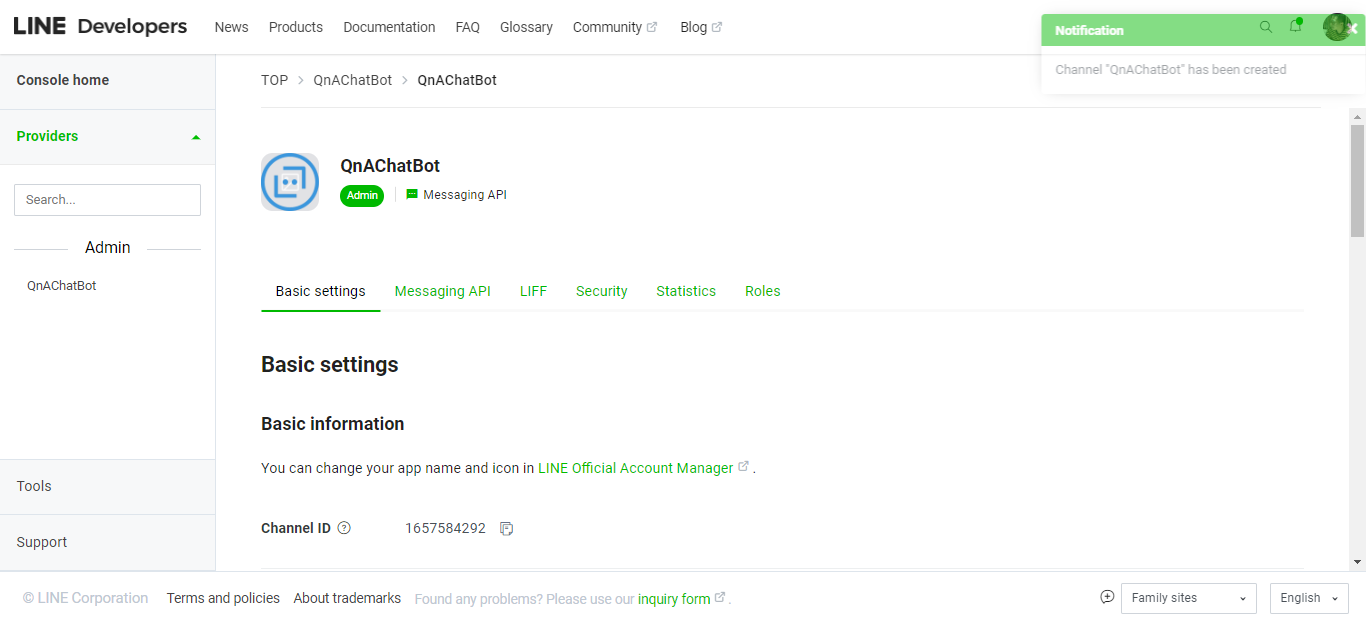 LINE Developers News Products Documentation FAQ Glossary Community Blog
Notification
Channel "QnAChatBot" has been created
Console home
TOP > QnAChatBot > QnAChatBot
Providers
Search...
Admin
QnAChatBot
QnAChatBot
Admin Messaging API
Basic settings Messaging API LIFF Security Statistics Roles
Basic settings
Basic information
You can change your app name and icon in LINE Official Account Manager .
Channel ID ? 1657584292
Tools
Support
© LINE Corporation Terms and policies About trademarks Found any problems? Please use our inquiry form . Family sites English